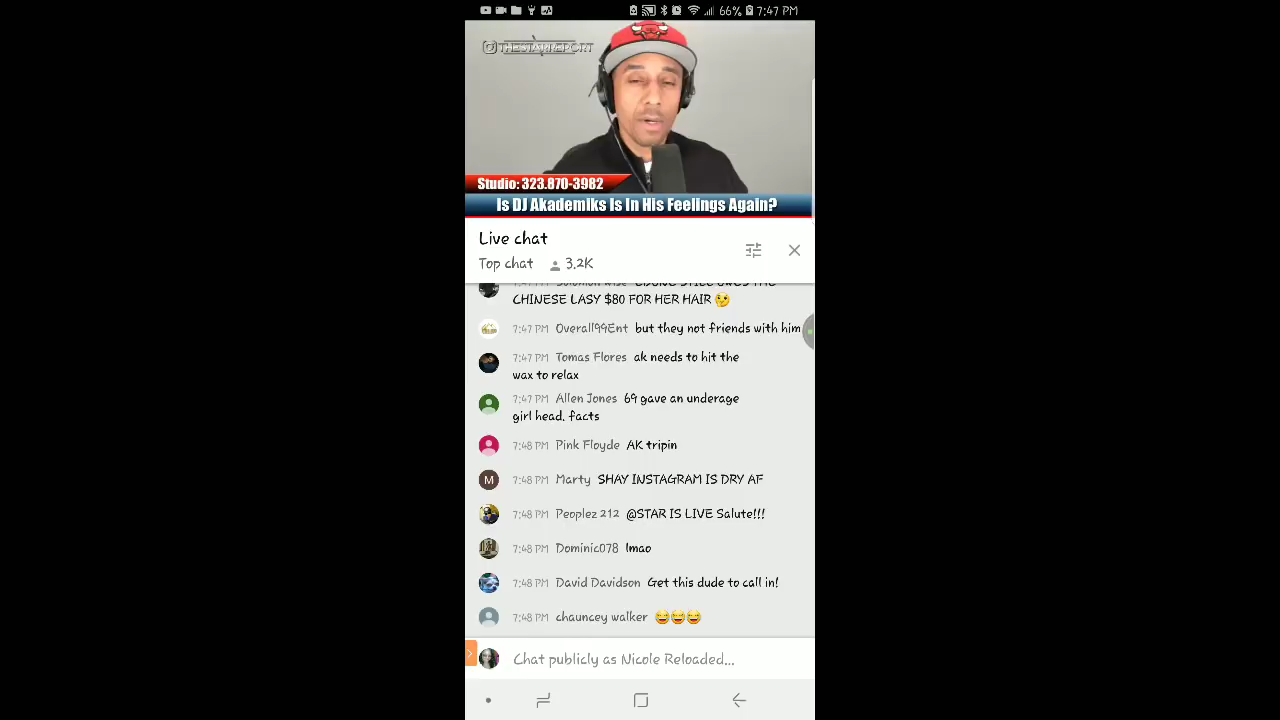 66% 7:47 PM
THESTARREPORT
Studio: 323.870-3982
Is DJ Akademiks Is In His Feelings Again?
Live chat
Top chat 3.2K
CHINESE LASY $80 FOR HER HAIR 🤔
7:47 PM Overall99Ent but they not friends with him
7:47 PM Tomas Flores ak needs to hit the
wax to relax
7:47 PM Allen Jones 69 gave an underage
girl head. facts
7:48 PM Pink Floyde AK tripin
7:48 PM Marty SHAY INSTAGRAM IS DRY AF
M
7:48 PM Peoplez 212 @STAR IS LIVE Salute!!!
7:48 PM Dominic078 lmao
7:48 PM David Davidson Get this dude to call in!
7:48 PM chauncey walker 😂😂😂
Chat publicly as Nicole Reloaded...